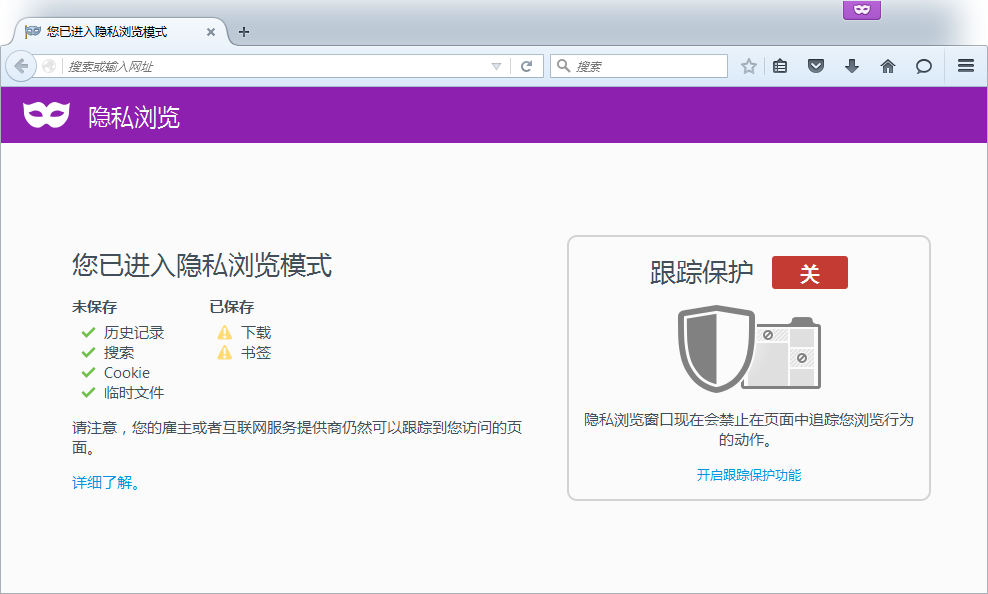 您已进入隐私浏览模式
搜索或输入网址
搜索
隐私浏览
您已进入隐私浏览模式
未保存
历史记录
搜索
Cookie
临时文件
已保存
下载
书签
请注意，您的雇主或者互联网服务提供商仍然可以跟踪到您访问的页
面。
详细了解。
跟踪保护
关
隐私浏览窗口现在会禁止在页面中追踪您浏览行为
的动作。
开启跟踪保护功能